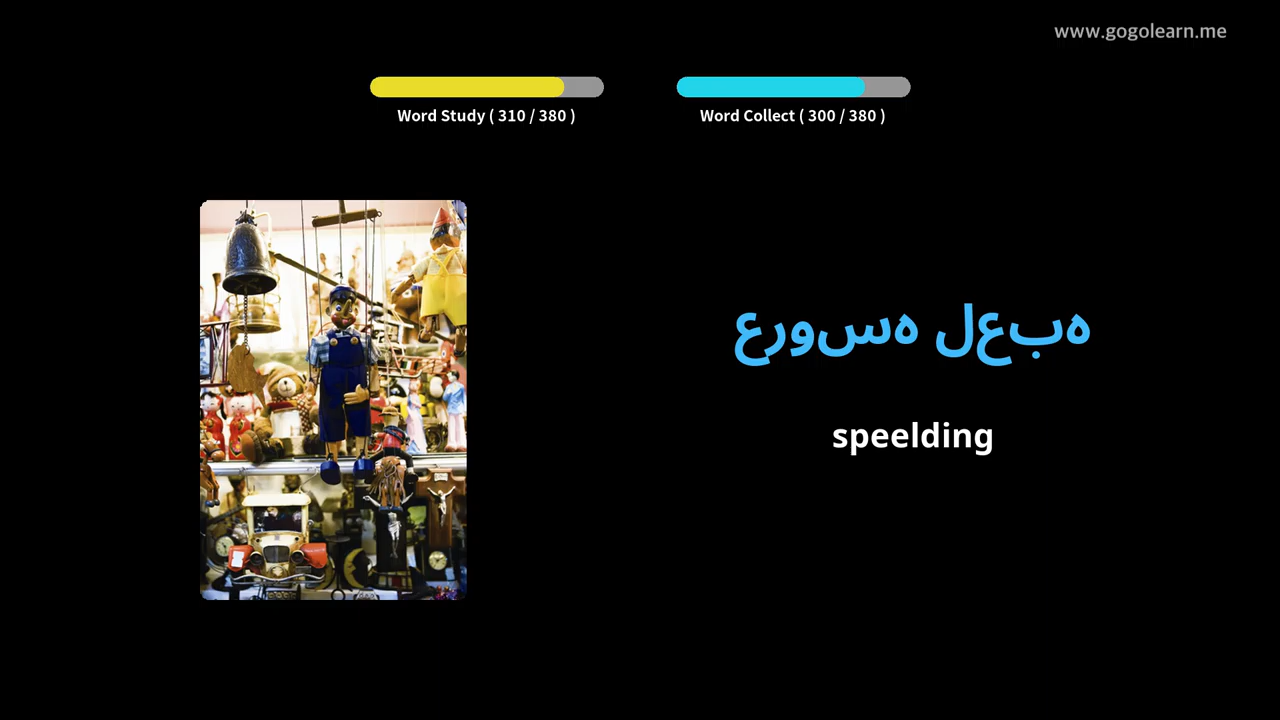 www.gogolearn.me
Word Study ( 310 / 380 )
Word Collect ( 300 / 380 )
عروسه لعبه
speelding